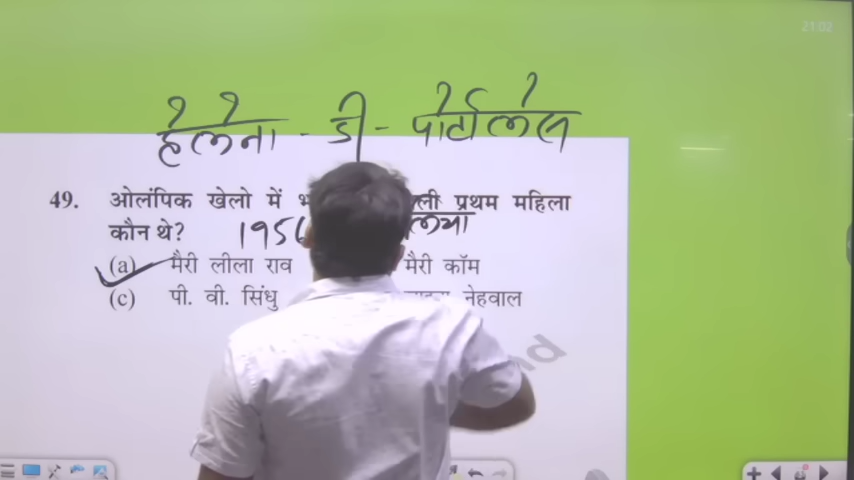 21:02
हेलेना - डी - पोर्टालेस
49. ओलंपिक खेलो में ली प्रथम महिला
कौन थे? 1956
(a) मैरी लीला राव मैरी कॉम
(c) पी. वी. सिंधु नेहवाल